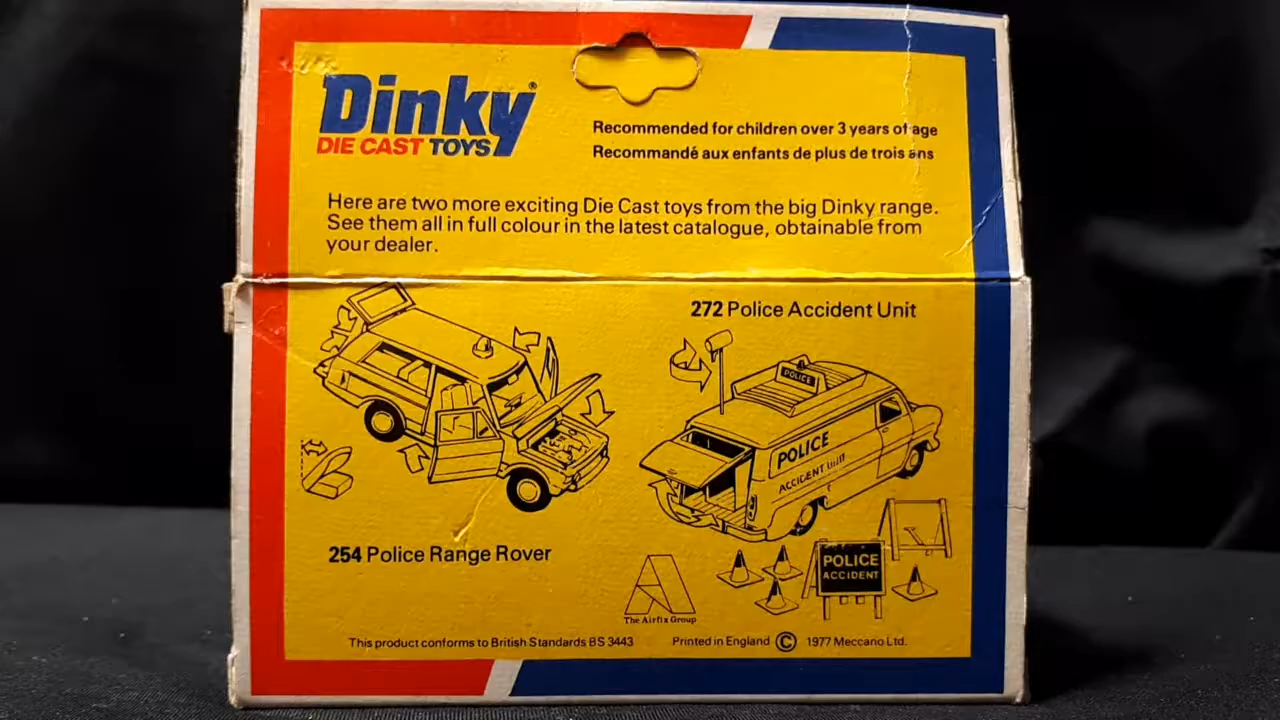 Dinky®
DIE CAST TOYS
Recommended for children over 3 years of age
Recommandé aux enfants de plus de trois ans
Here are two more exciting Die Cast toys from the big Dinky range.
See them all in full colour in the latest catalogue, obtainable from
your dealer.
272 Police Accident Unit
POLICE
POLICE
ACCIDENT UNIT
254 Police Range Rover
POLICE
ACCIDENT
The Airfix Group
This product conforms to British Standards BS 3443
Printed in England © 1977 Meccano Ltd.